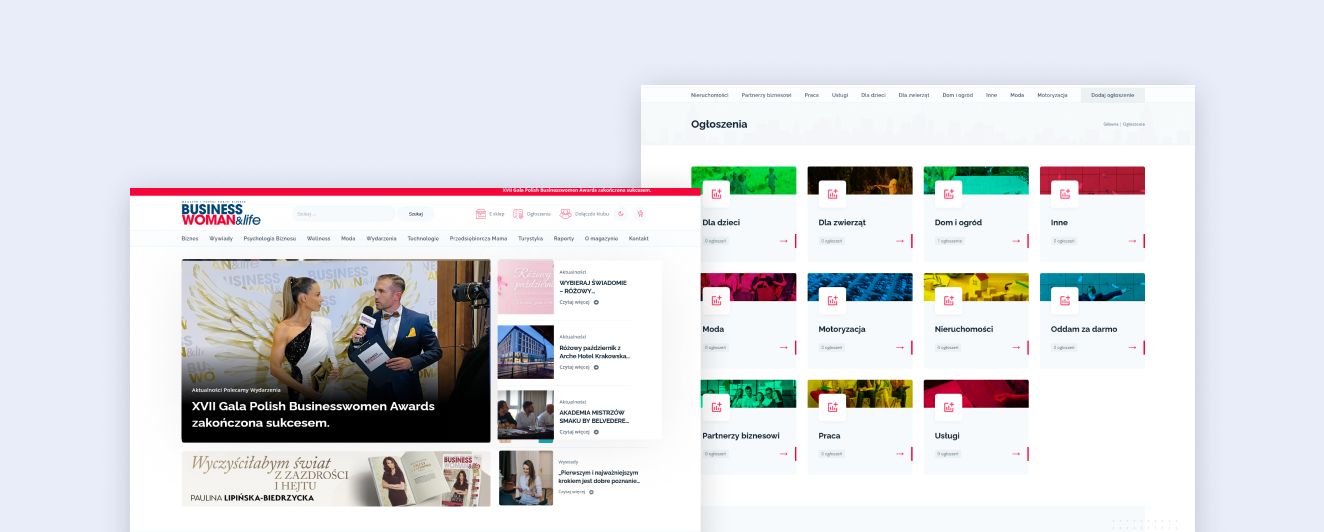 XVII Gala Polish Businesswomen Awards zakończona sukcesem.
BUSINESS
WOMAN&life
Szukaj ...
Szukaj
E-sklep
Ogłoszenia
Dołącz do klubu
Biznes Wywiady Psychologia Biznesu Wellness Moda Wydarzenia Technologie Przedsiębiorcza Mama Turystyka Raporty O magazynie Kontakt
BUSINESS
Aktualności Polecamy Wydarzenia
XVII Gala Polish Businesswomen Awards
zakończona sukcesem.
Różowy
październik
Aktualności
WYBIERAJ ŚWIADOMIE
– RÓŻOWY...
Czytaj więcej
Aktualności
Różowy październik z
Arche Hotel Krakowska...
Czytaj więcej
Aktualności
AKADEMIA MISTRZÓW
SMAKU BY BELVEDERE...
Czytaj więcej
Wyczyściłabym świat
Z ZAZDROŚCI
I HEJTU
PAULINA LIPIŃSKA-BIEDRZYCKA
BUSINESS
WOMAN&life
Wywiady
„Pierwszym i najważniejszym
krokiem jest dobre poznanie...
Czytaj więcej
Nieruchomości Partnerzy biznesowi Praca Usługi Dla dzieci Dla zwierząt Dom i ogród Inne Moda Motoryzacja Dodaj ogłoszenie
Ogłoszenia
Główna | Ogłoszenia
Dla dzieci
0 ogłoszeń
Dla zwierząt
0 ogłoszeń
Dom i ogród
1 ogłoszenie
Inne
0 ogłoszeń
Moda
0 ogłoszeń
Motoryzacja
0 ogłoszeń
Nieruchomości
0 ogłoszeń
Oddam za darmo
0 ogłoszeń
Partnerzy biznesowi
0 ogłoszeń
Praca
0 ogłoszeń
Usługi
0 ogłoszeń